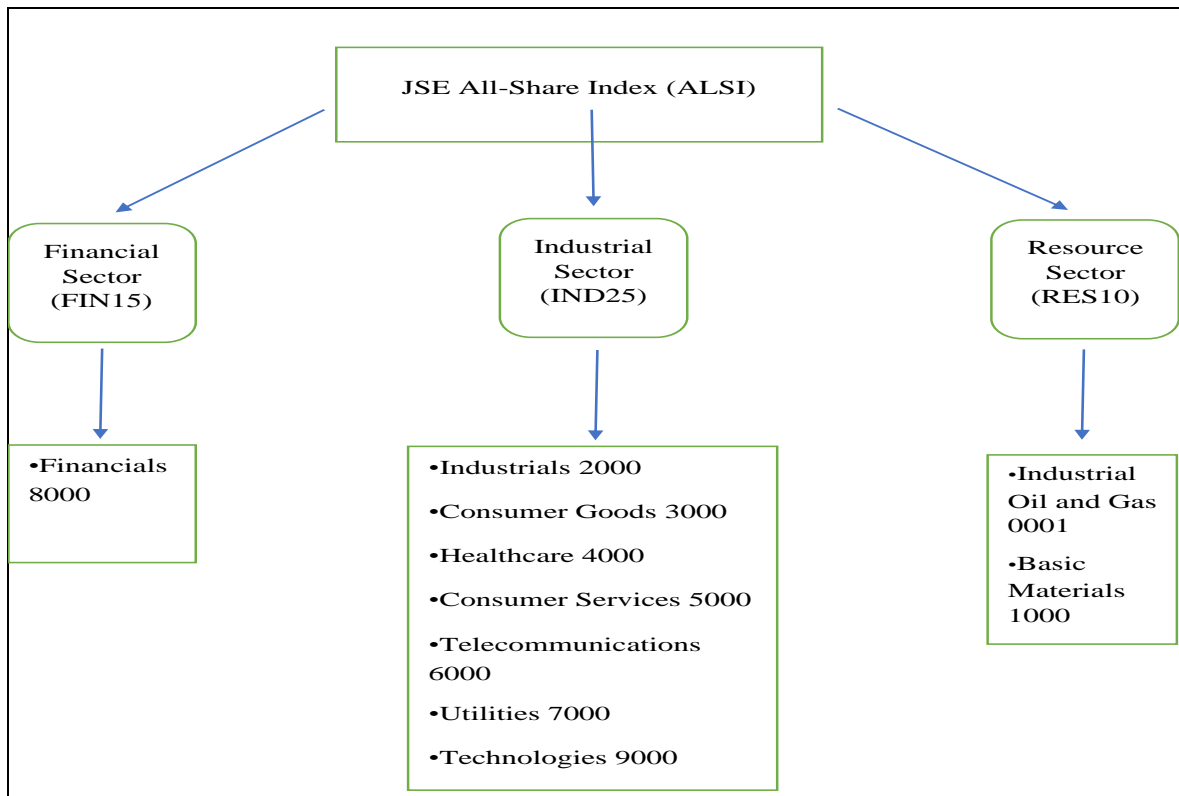 JSE All-Share Index (ALSI)
Financial
Sector
(FIN15)
Industrial
Sector
(IND25)
Resource
Sector
(RES10)
•Financials
8000
•Industrials 2000
•Consumer Goods 3000
•Healthcare 4000
•Consumer Services 5000
•Telecommunications
6000
•Utilities 7000
•Technologies 9000
•Industrial
Oil and Gas
0001
•Basic
Materials
1000